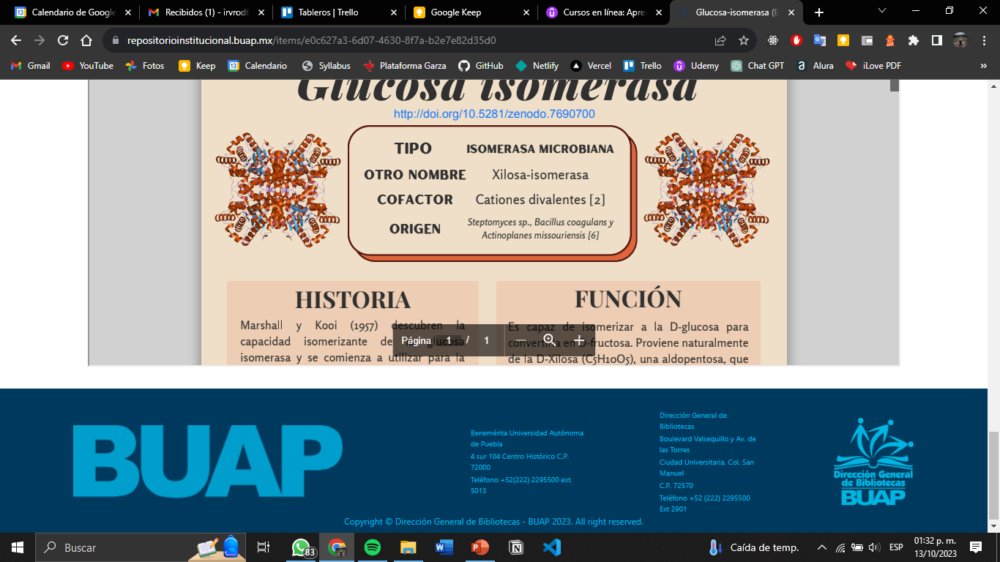 Calendario de Google
Recibidos (1) - irvrodf
Tableros | Trello
Google Keep
Cursos en línea: Apre
Glucosa-isomerasa (E
repositorioinstitucional.buap.mx/items/e0c627a3-6d07-4630-8f7a-b2e7e82d35d0
Gmail YouTube Fotos Keep Calendario Syllabus Plataforma Garza GitHub Netlify Vercel Trello Udemy Chat GPT Alura iLove PDF »
Glucosa isomerasa
http://doi.org/10.5281/zenodo.7690700
TIPO ISOMERASA MICROBIANA
OTRO NOMBRE Xilosa-isomerasa
COFACTOR Cationes divalentes [2]
ORIGEN Steptomyces sp., Bacillus coagulans y
Actinoplanes missouriensis [6]
HISTORIA
Marshall y Kooi (1957) descubren la
capacidad isomerizante de glucosa
isomerasa y se comienza a utilizar para la
FUNCIÓN
Es capaz de isomerizar a la D-glucosa para
convertirla en D-fructosa. Proviene naturalmente
de la D-Xilosa (C5H10O5), una aldopentosa, que
Página 1 / 1
BUAP
Benemérita Universidad Autónoma
de Puebla
4 sur 104 Centro Histórico C.P.
72000
Teléfono +52(222) 2295500 ext.
5013
Dirección General de
Bibliotecas
Boulevard Valsequillo y Av. de
las Torres
Ciudad Universitaria, Col. San
Manuel
C.P. 72570
Teléfono +52 (222) 2295500
Ext 2901
Dirección General
de Bibliotecas
BUAP
Copyright © Dirección General de Bibliotecas - BUAP 2023. All right reserved.
Buscar
83
Caída de temp.
ESP
01:32 p. m.
13/10/2023